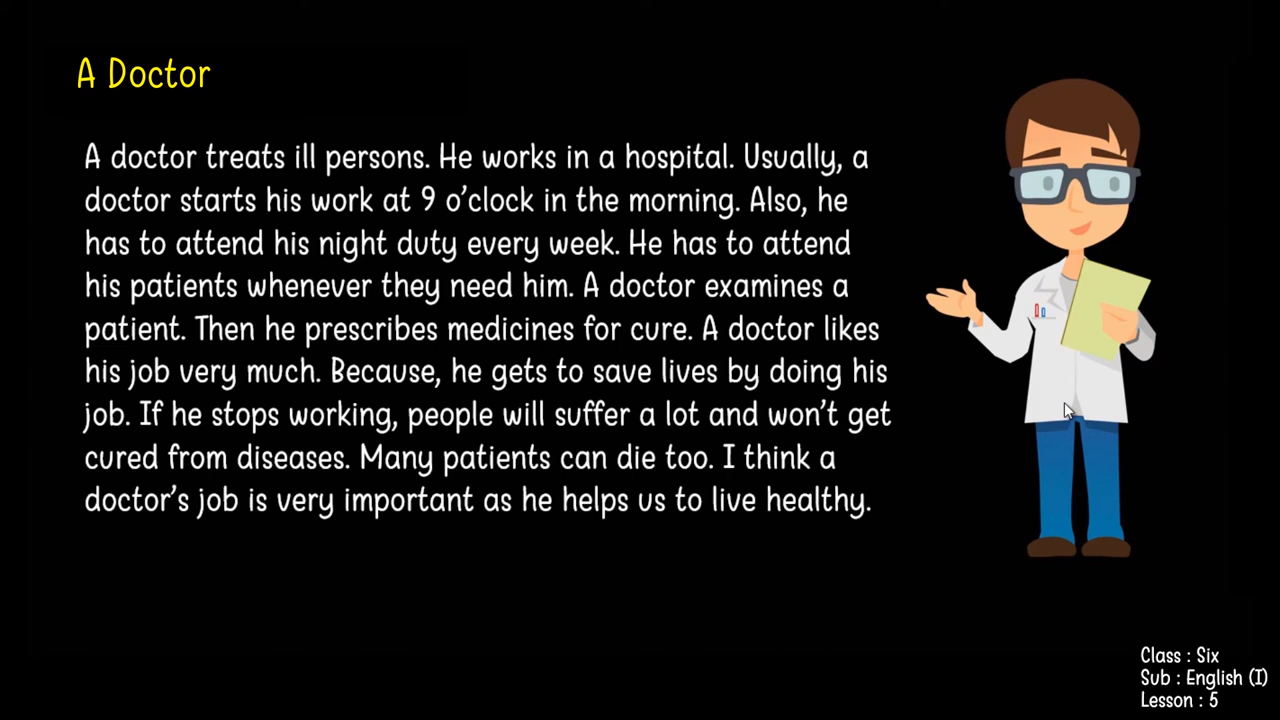 A Doctor
A doctor treats ill persons. He works in a hospital. Usually, a
doctor starts his work at 9 o'clock in the morning. Also, he
has to attend his night duty every week. He has to attend
his patients whenever they need him. A doctor examines a
patient. Then he prescribes medicines for cure. A doctor likes
his job very much. Because, he gets to save lives by doing his
job. If he stops working, people will suffer a lot and won't get
cured from diseases. Many patients can die too. I think a
doctor's job is very important as he helps us to live healthy.
Class : Six
Sub : English (I)
Lesson : 5